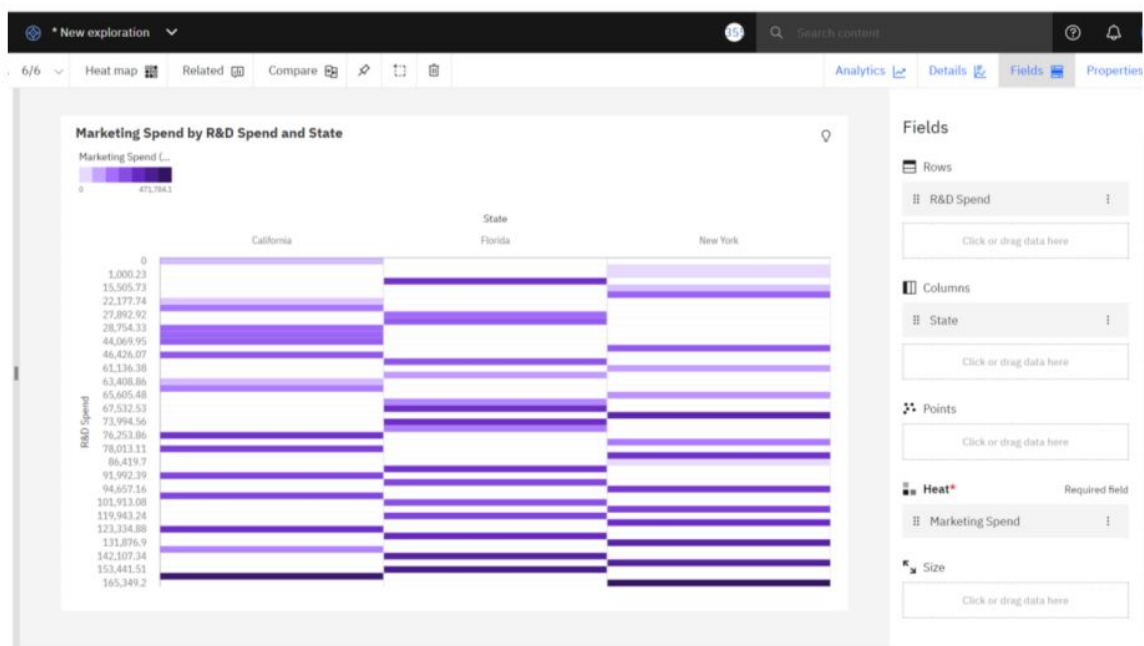 * New exploration
Search content
6/6
Heat map
Related
Compare
Analytics
Details
Fields
Properties
Marketing Spend by R&D Spend and State
Marketing Spend (...
0 471,784.1
State
California Florida New York
R&D Spend
0
1,000.23
15,505.73
22,177.74
27,892.92
28,754.33
44,069.95
46,426.07
61,136.38
63,408.86
65,605.48
67,532.53
73,994.56
76,253.86
78,013.11
86,419.7
91,992.39
94,657.16
101,913.08
119,943.24
123,334.88
131,876.9
142,107.34
153,441.51
165,349.2
Fields
Rows
R&D Spend
Click or drag data here
Columns
State
Click or drag data here
Points
Click or drag data here
Heat* Required field
Marketing Spend
Size
Click or drag data here